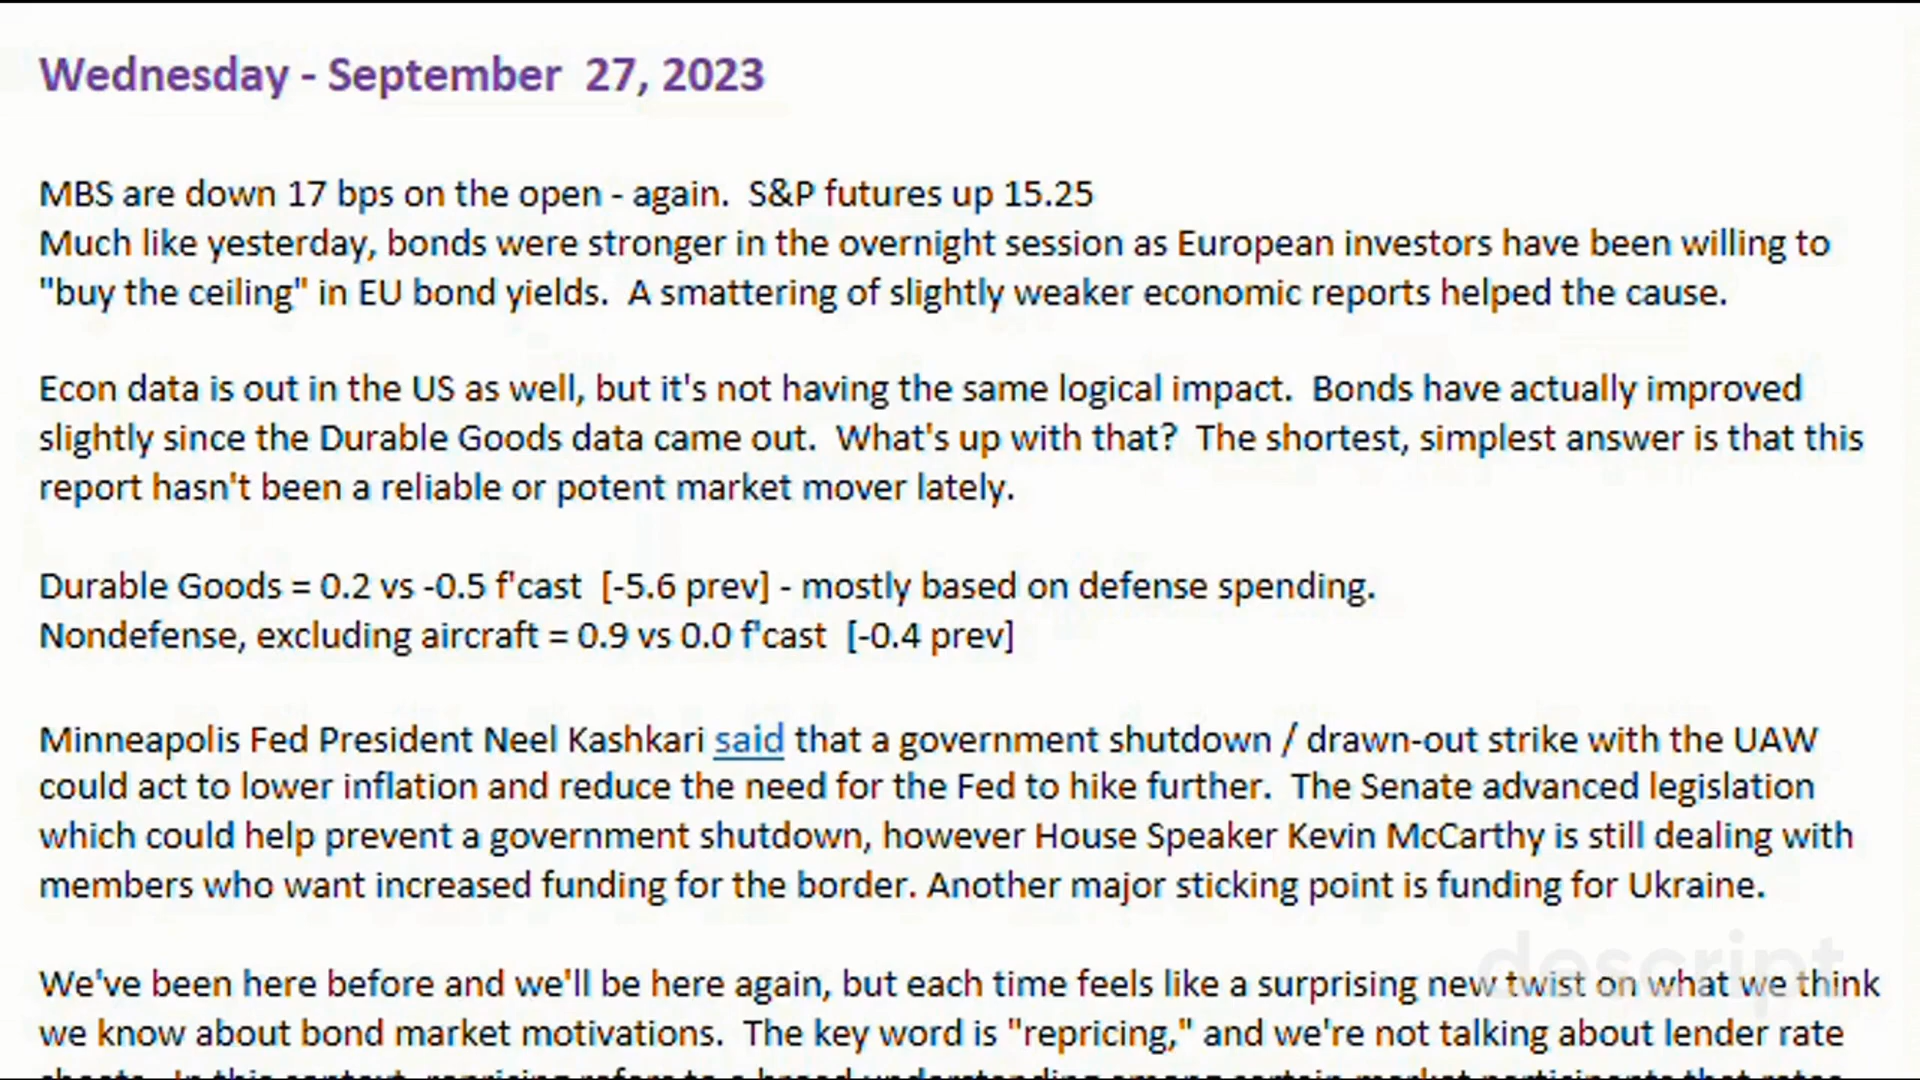 Wednesday - September  27, 2023
MBS are down 17 bps on the open - again.  S&P futures up 15.25
Much like yesterday, bonds were stronger in the overnight session as European investors have been willing to
"buy the ceiling" in EU bond yields.  A smattering of slightly weaker economic reports helped the cause.
Econ data is out in the US as well, but it's not having the same logical impact.  Bonds have actually improved
slightly since the Durable Goods data came out.  What's up with that?  The shortest, simplest answer is that this
report hasn't been a reliable or potent market mover lately.
Durable Goods = 0.2 vs -0.5 f'cast  [-5.6 prev] - mostly based on defense spending.
Nondefense, excluding aircraft = 0.9 vs 0.0 f'cast  [-0.4 prev]
Minneapolis Fed President Neel Kashkari said that a government shutdown / drawn-out strike with the UAW
could act to lower inflation and reduce the need for the Fed to hike further.  The Senate advanced legislation
which could help prevent a government shutdown, however House Speaker Kevin McCarthy is still dealing with
members who want increased funding for the border. Another major sticking point is funding for Ukraine.
We've been here before and we'll be here again, but each time feels like a surprising new twist on what we think
we know about bond market motivations.  The key word is "repricing," and we're not talking about lender rate
descript